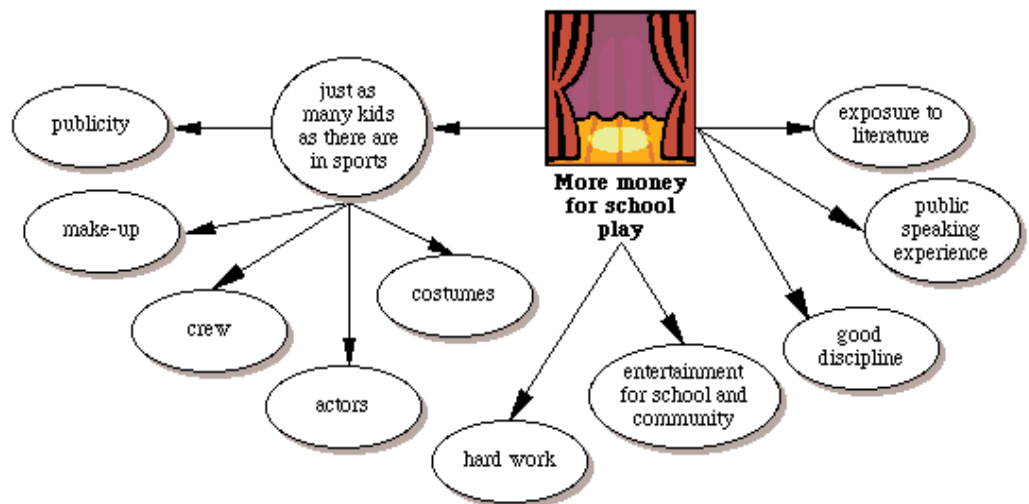 publicity
just as
many kids
as there are
in sports
make-up
crew
actors
costumes
More money
for school
play
hard work
entertainment
for school and
community
good
discipline
public
speaking
experience
exposure to
literature